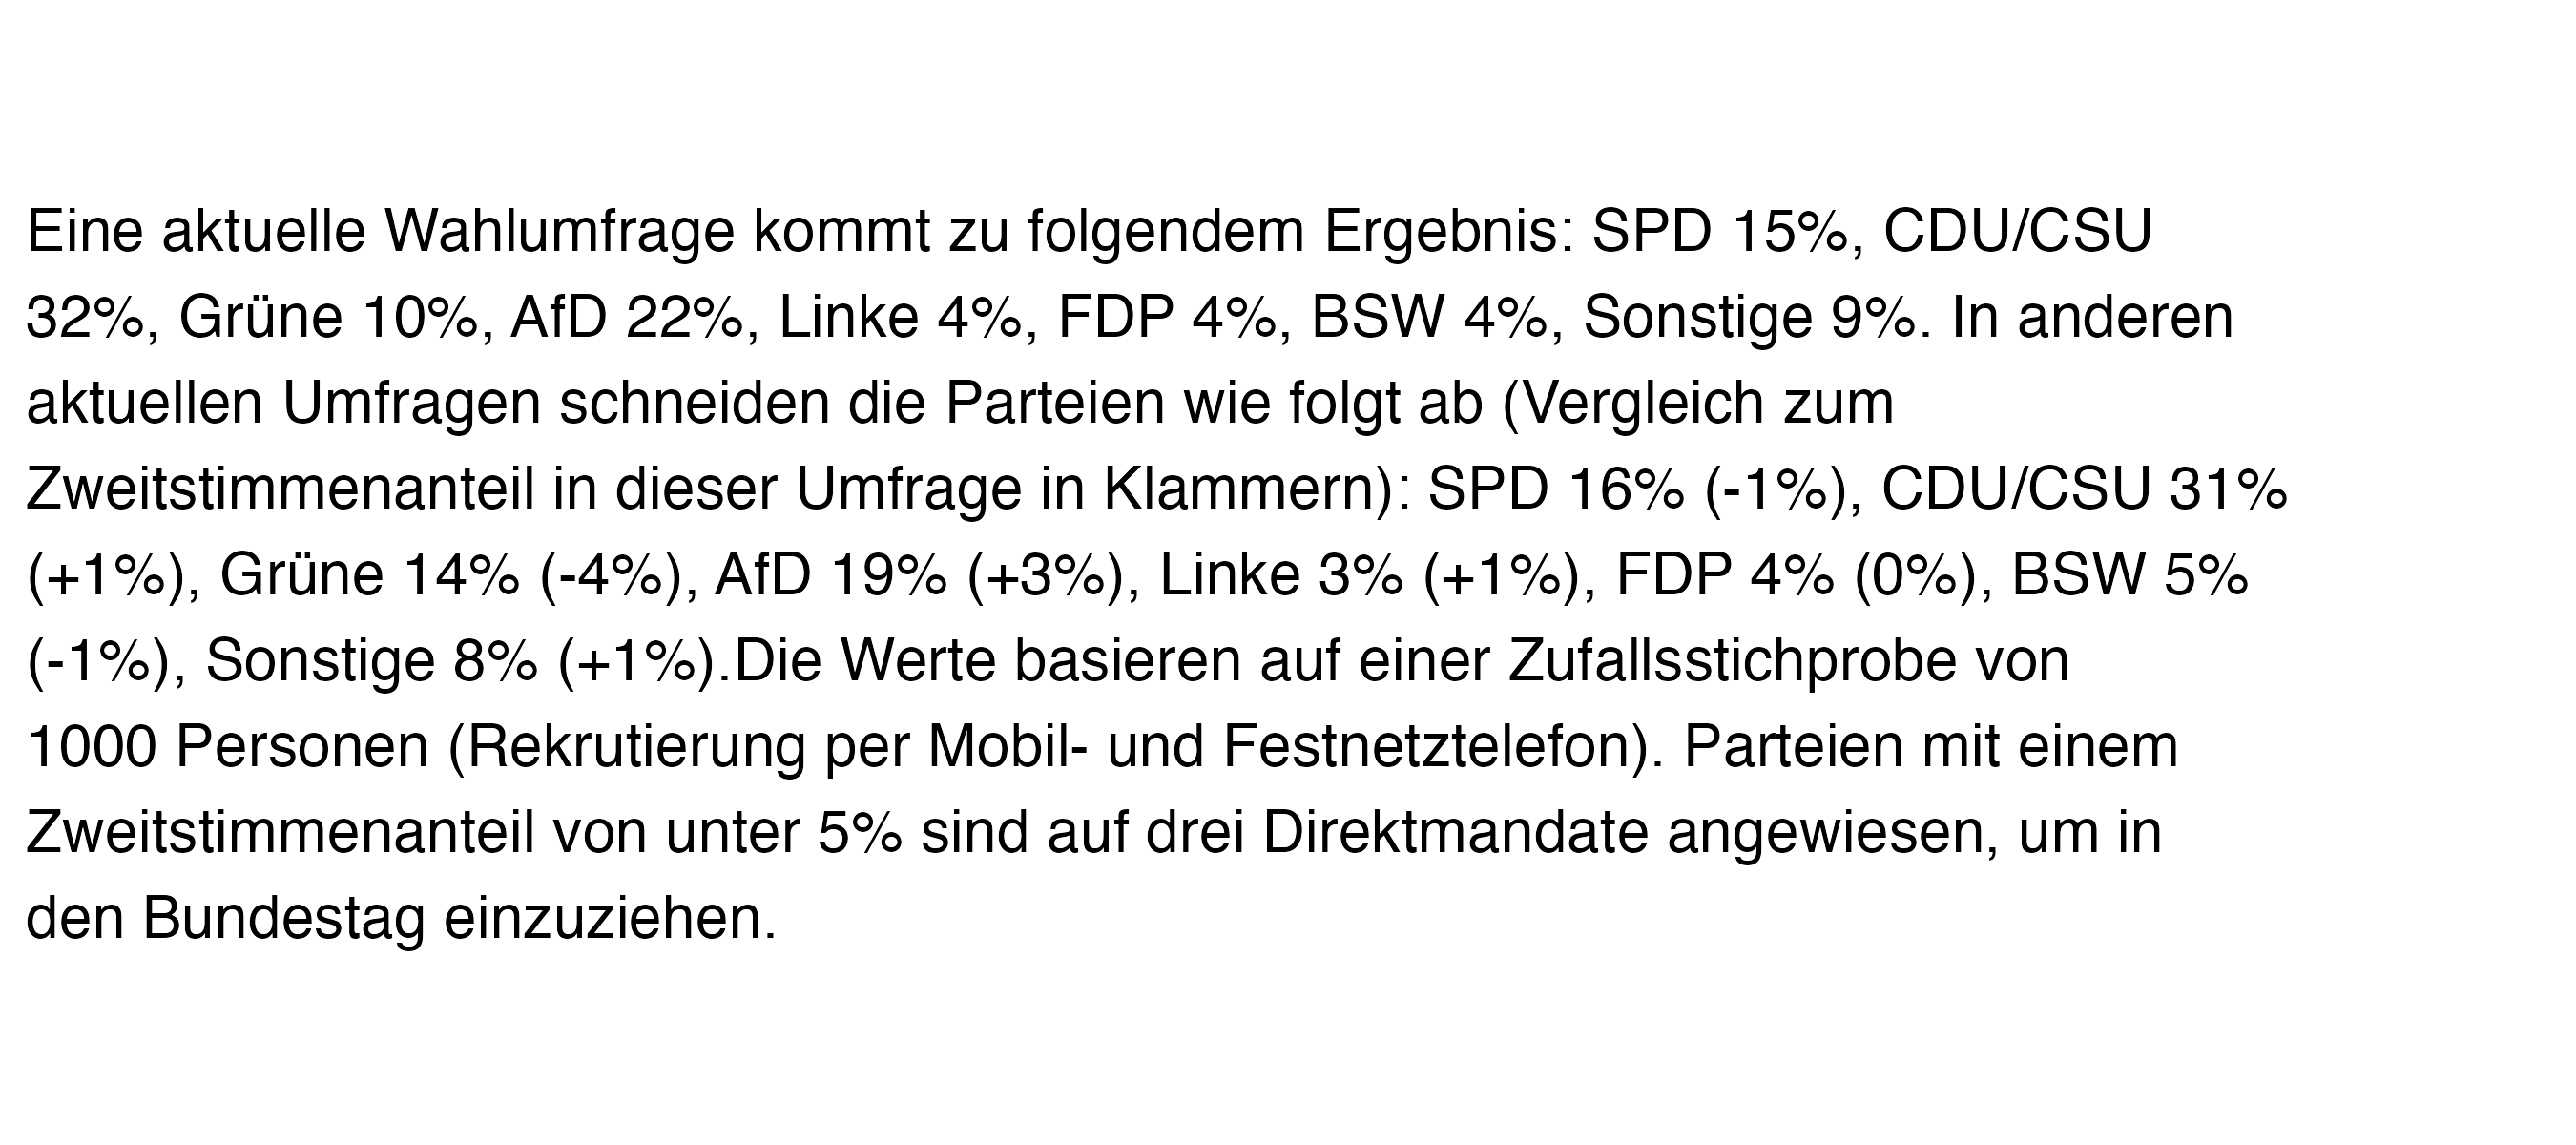 Eine aktuelle Wahlumfrage kommt zu folgendem Ergebnis: SPD 15%, CDU/CSU
32%, Grüne 10%, AfD 22%, Linke 4%, FDP 4%, BSW 4%, Sonstige 9%. In anderen
aktuellen Umfragen schneiden die Parteien wie folgt ab (Vergleich zum
Zweitstimmenanteil in dieser Umfrage in Klammern): SPD 16% (-1%), CDU/CSU 31%
(+1%), Grüne 14% (-4%), AfD 19% (+3%), Linke 3% (+1%), FDP 4% (0%), BSW 5%
(-1%), Sonstige 8% (+1%).Die Werte basieren auf einer Zufallsstichprobe von
1000 Personen (Rekrutierung per Mobil- und Festnetztelefon). Parteien mit einem
Zweitstimmenanteil von unter 5% sind auf drei Direktmandate angewiesen, um in
den Bundestag einzuziehen.